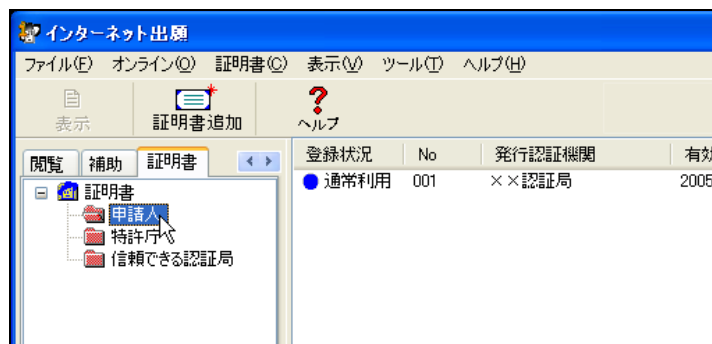 インターネット出願
ファイル(F) オンライン(O) 証明書(C) 表示(V) ツール(T) ヘルプ(H)
表示 証明書追加 ヘルプ
閲覧 補助 証明書
証明書
申請人
特許庁
信頼できる認証局
登録状況 No 発行認証機関 有効
通常利用 001 ××認証局 2005